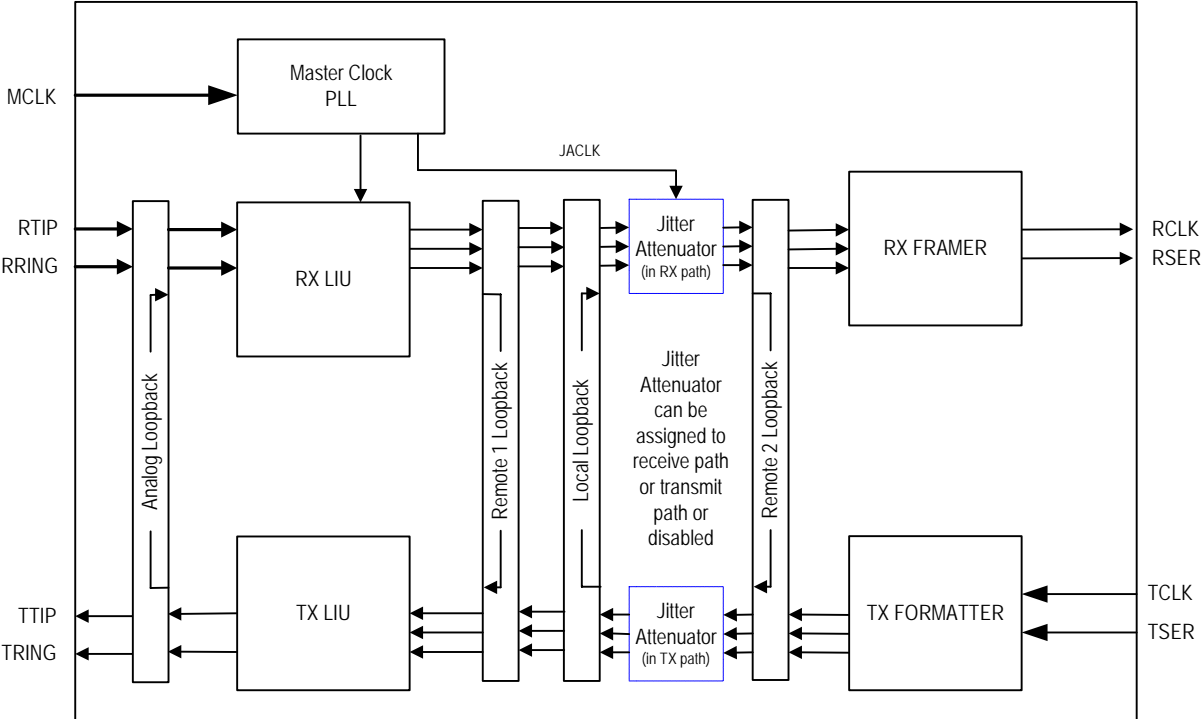 MCLK
Master Clock
PLL
JACLK
RTIP
RRING
RX LIU
Jitter
Attenuator
(in RX path)
RX FRAMER
RCLK
RSER
Analog Loopback
Remote 1 Loopback
Local Loopback
Jitter
Attenuator
can be
assigned to
receive path
or transmit
path or
disabled
Remote 2 Loopback
TTIP
TRING
TX LIU
Jitter
Attenuator
(in TX path)
TX FORMATTER
TCLK
TSER